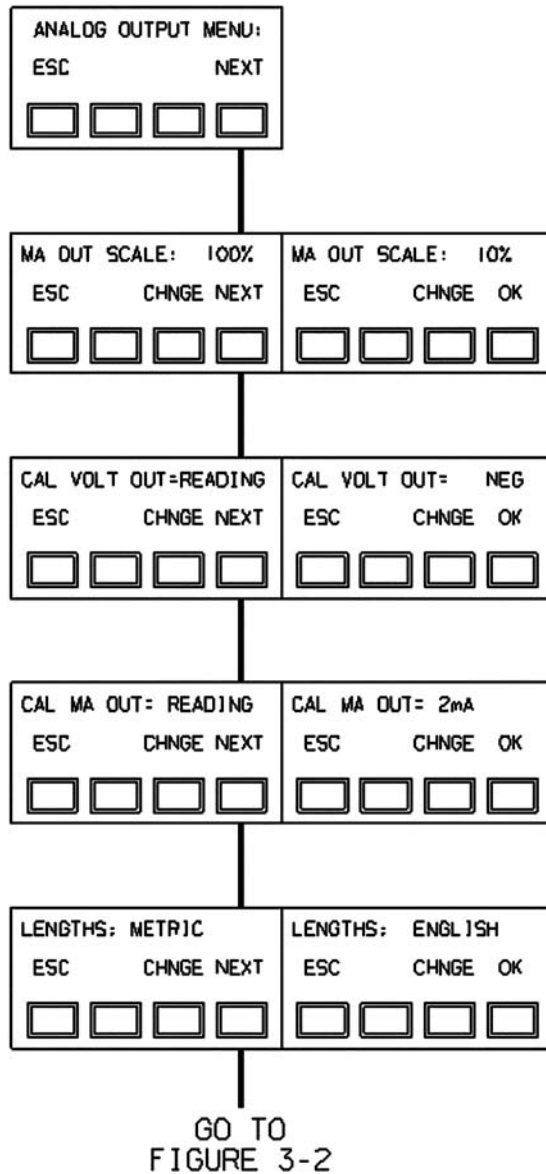 ANALOG OUTPUT MENU:
ESC NEXT
MA OUT SCALE: 100%
ESC CHNGE NEXT
MA OUT SCALE: 10%
ESC CHNGE OK
CAL VOLT OUT=READING
ESC CHNGE NEXT
CAL VOLT OUT= NEG
ESC CHNGE OK
CAL MA OUT= READING
ESC CHNGE NEXT
CAL MA OUT= 2mA
ESC CHNGE OK
LENGTHS: METRIC
ESC CHNGE NEXT
LENGTHS: ENGLISH
ESC CHNGE OK
GO TO
FIGURE 3-2